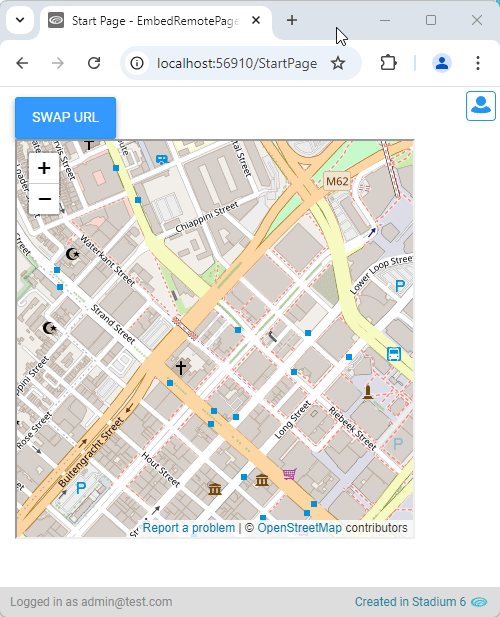 Start Page - EmbedRemotePage
localhost:56910/StartPage
SWAP URL
+
−
M62
Chiappini Street
Waterkant Street
Lower Loop Street
P
Strand Street
Rose Street
Buitengracht Street
Long Street
Riebeek Street
P
Hout Street
P
Report a problem | © OpenStreetMap contributors
Logged in as admin@test.com
Created in Stadium 6